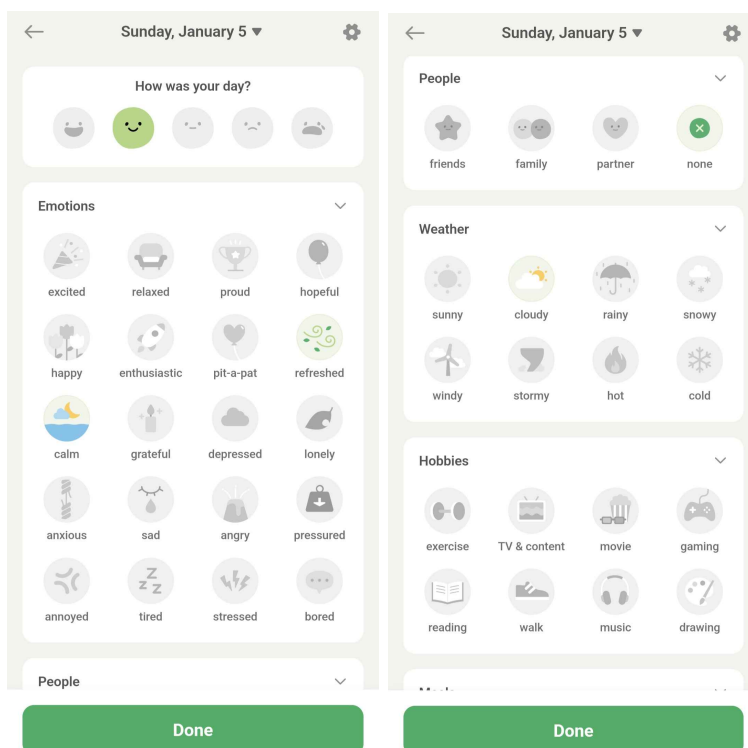 Sunday, January 5 ▼
How was your day?
Emotions
excited relaxed proud hopeful
happy enthusiastic pit-a-pat refreshed
calm grateful depressed lonely
anxious sad angry pressured
annoyed tired stressed bored
People
Done
Sunday, January 5 ▼
People
friends family partner none
Weather
sunny cloudy rainy snowy
windy stormy hot cold
Hobbies
exercise TV & content movie gaming
reading walk music drawing
Done